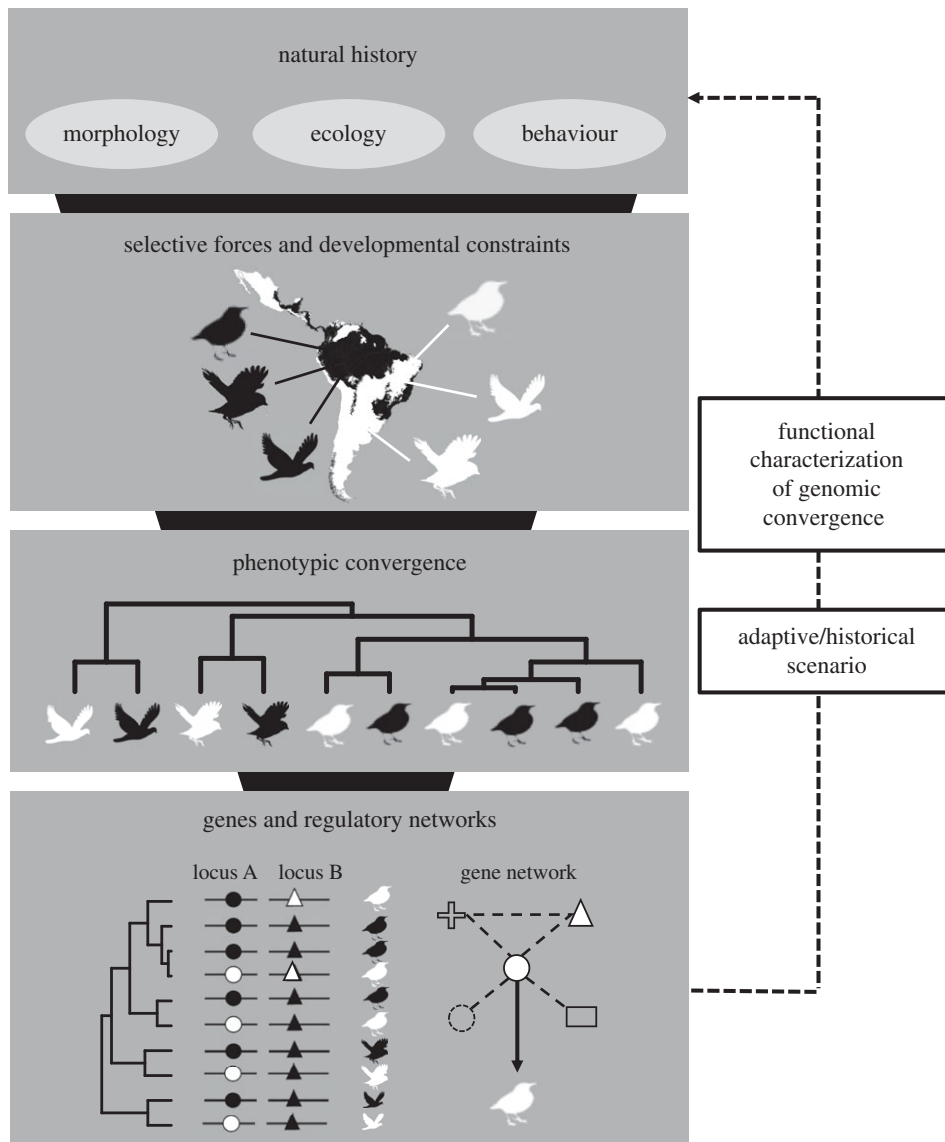 natural history
morphology
ecology
behaviour
selective forces and developmental constraints
functional
characterization
of genomic
convergence
phenotypic convergence
adaptive/historical
scenario
genes and regulatory networks
locus A
locus B
gene network